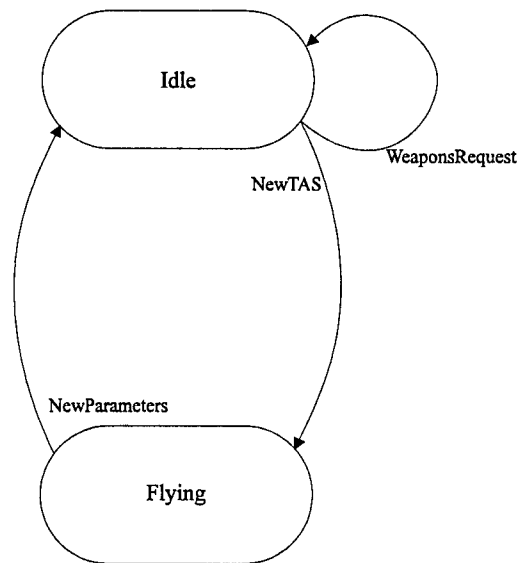 Idle
WeaponsRequest
NewTAS
NewParameters
Flying